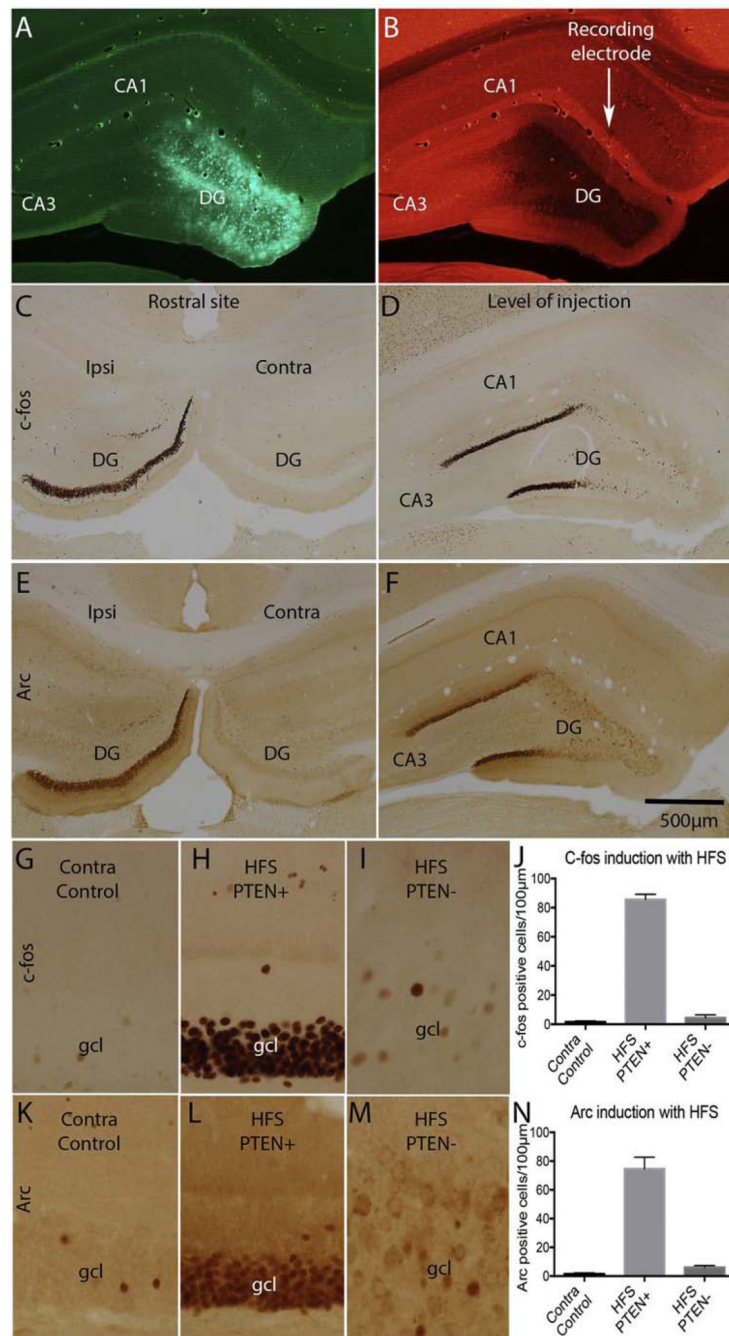 A
CA1
DG
CA3
B
Recording
electrode
CA1
DG
CA3
C
Rostral site
Ipsi
Contra
c-fos
DG
DG
D
Level of injection
CA1
DG
CA3
E
Ipsi
Contra
Arc
DG
DG
F
CA1
DG
CA3
500µm
G
Contra
Control
c-fos
gcl
H
HFS
PTEN+
gcl
I
HFS
PTEN-
gcl
J
C-fos induction with HFS
c-fos positive cells/100µm
100
80
60
40
20
0
Contra
Control
HFS
PTEN+
HFS
PTEN-
K
Contra
Control
Arc
gcl
L
HFS
PTEN+
gcl
M
HFS
PTEN-
gcl
N
Arc induction with HFS
Arc positive cells/100µm
100
80
60
40
20
0
Contra
Control
HFS
PTEN+
HFS
PTEN-